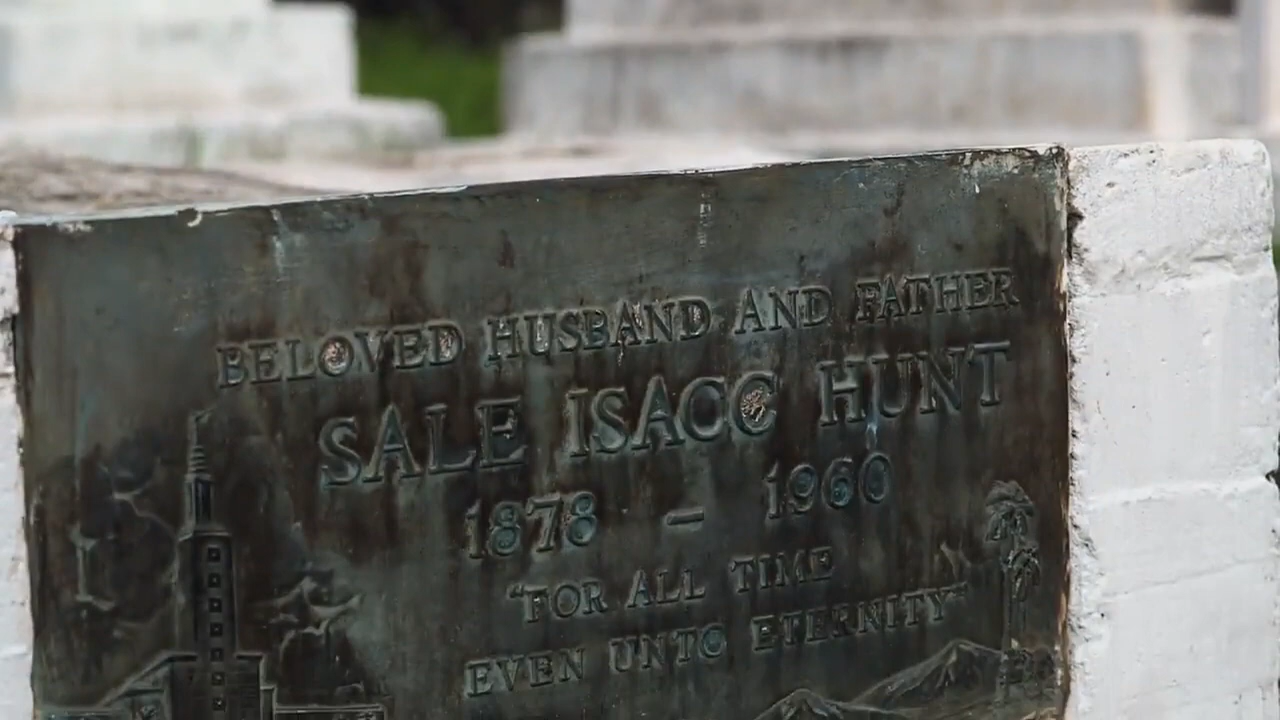 BELOVED HUSBAND AND FATHER
SALE ISACC HUNT
1878 – 1960
"FOR ALL TIME
EVEN UNTO ETERNITY"